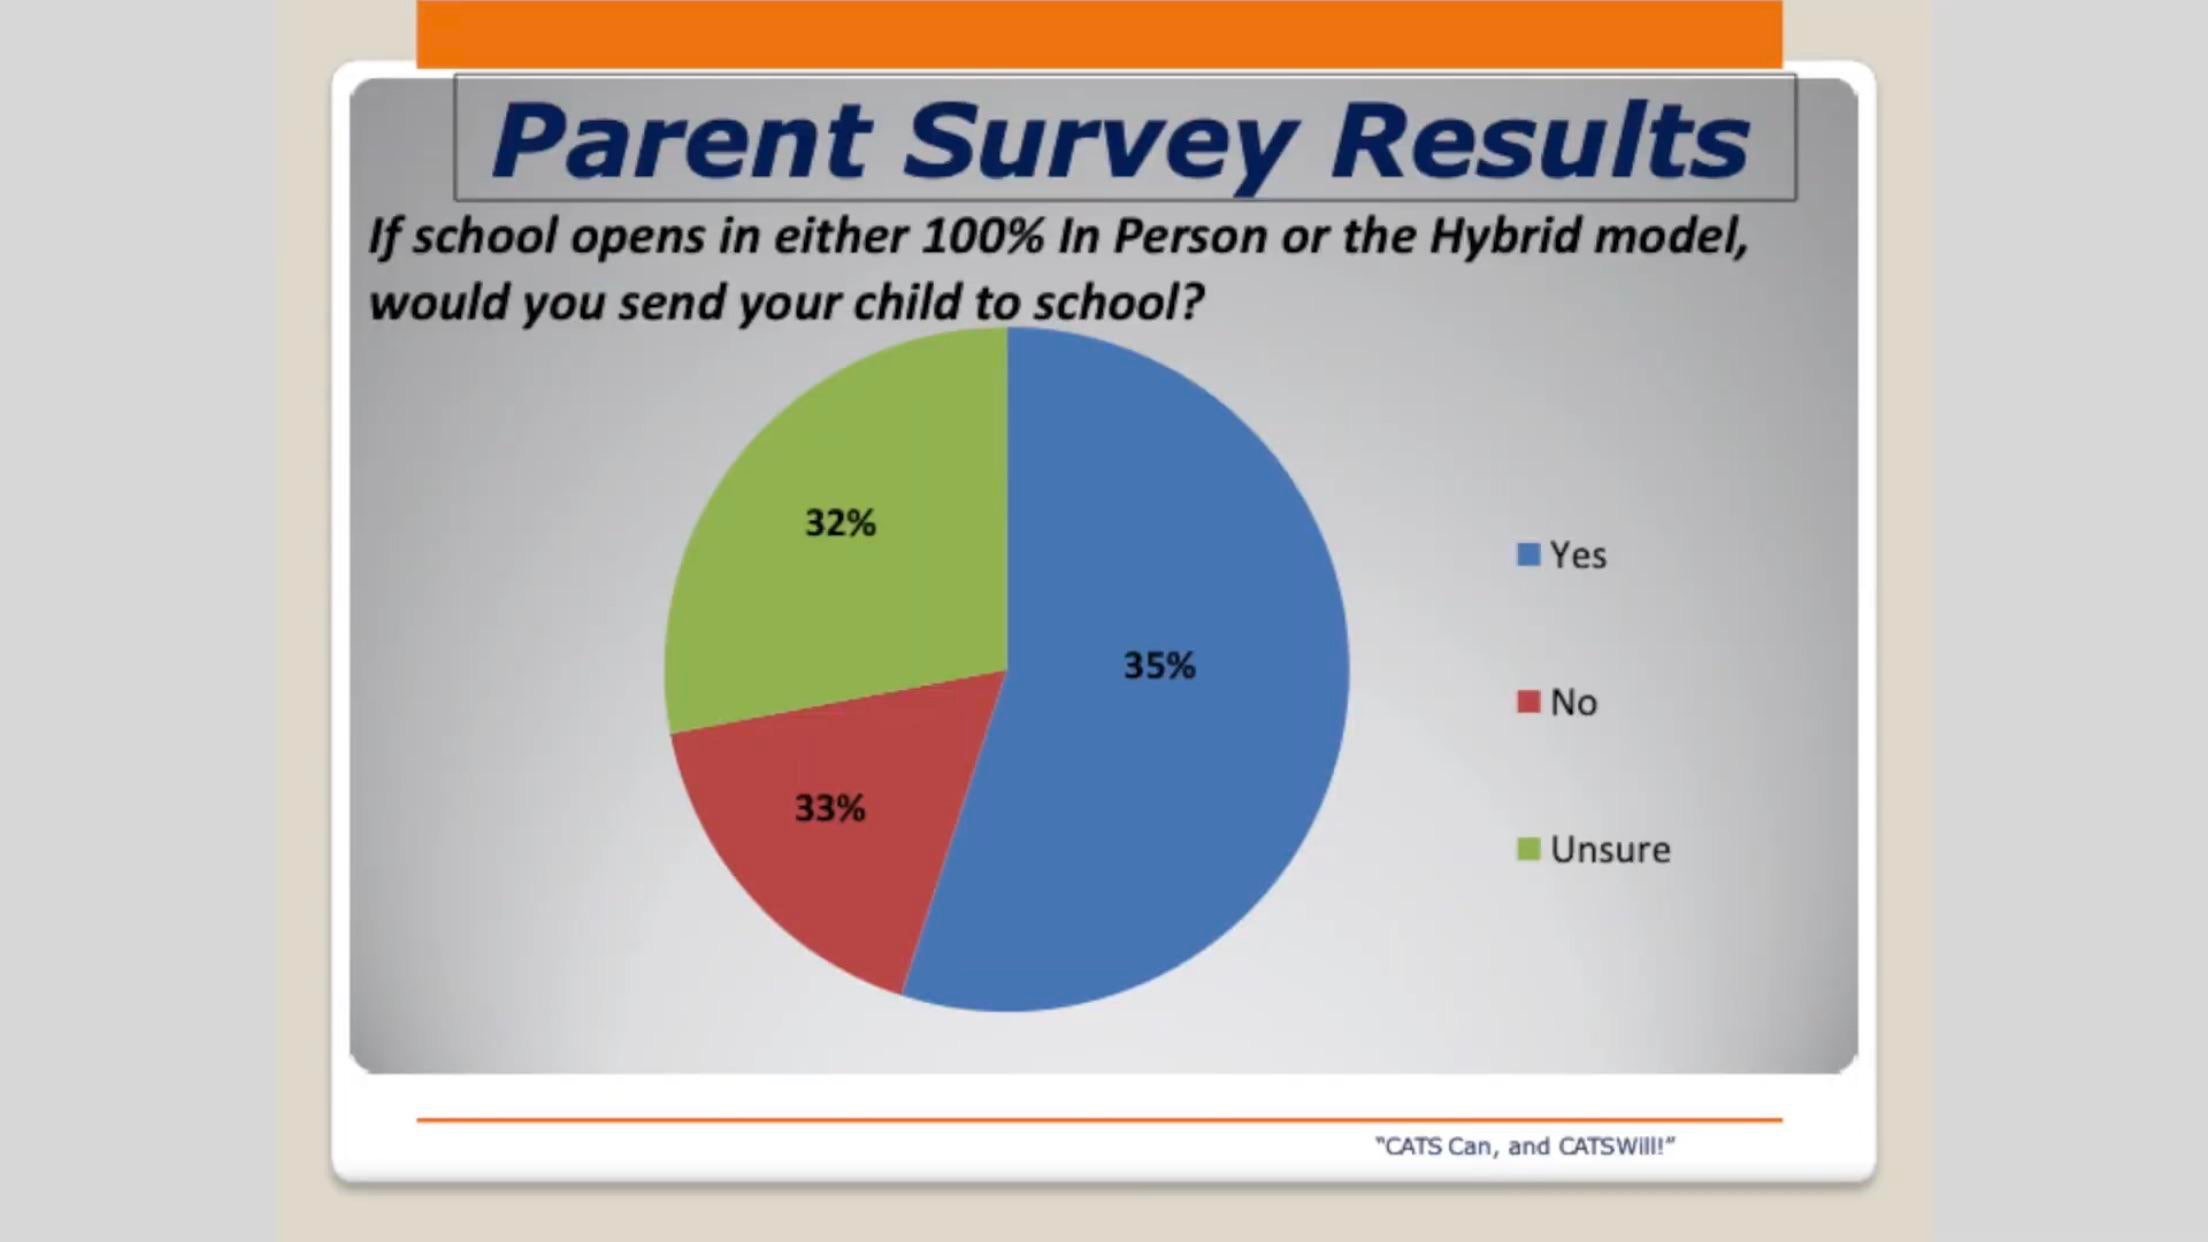 Parent Survey Results
If school opens in either 100% In Person or the Hybrid model,
would you send your child to school?
32%
35%
33%
Yes
No
Unsure
"CATS Can, and CATSWill!"